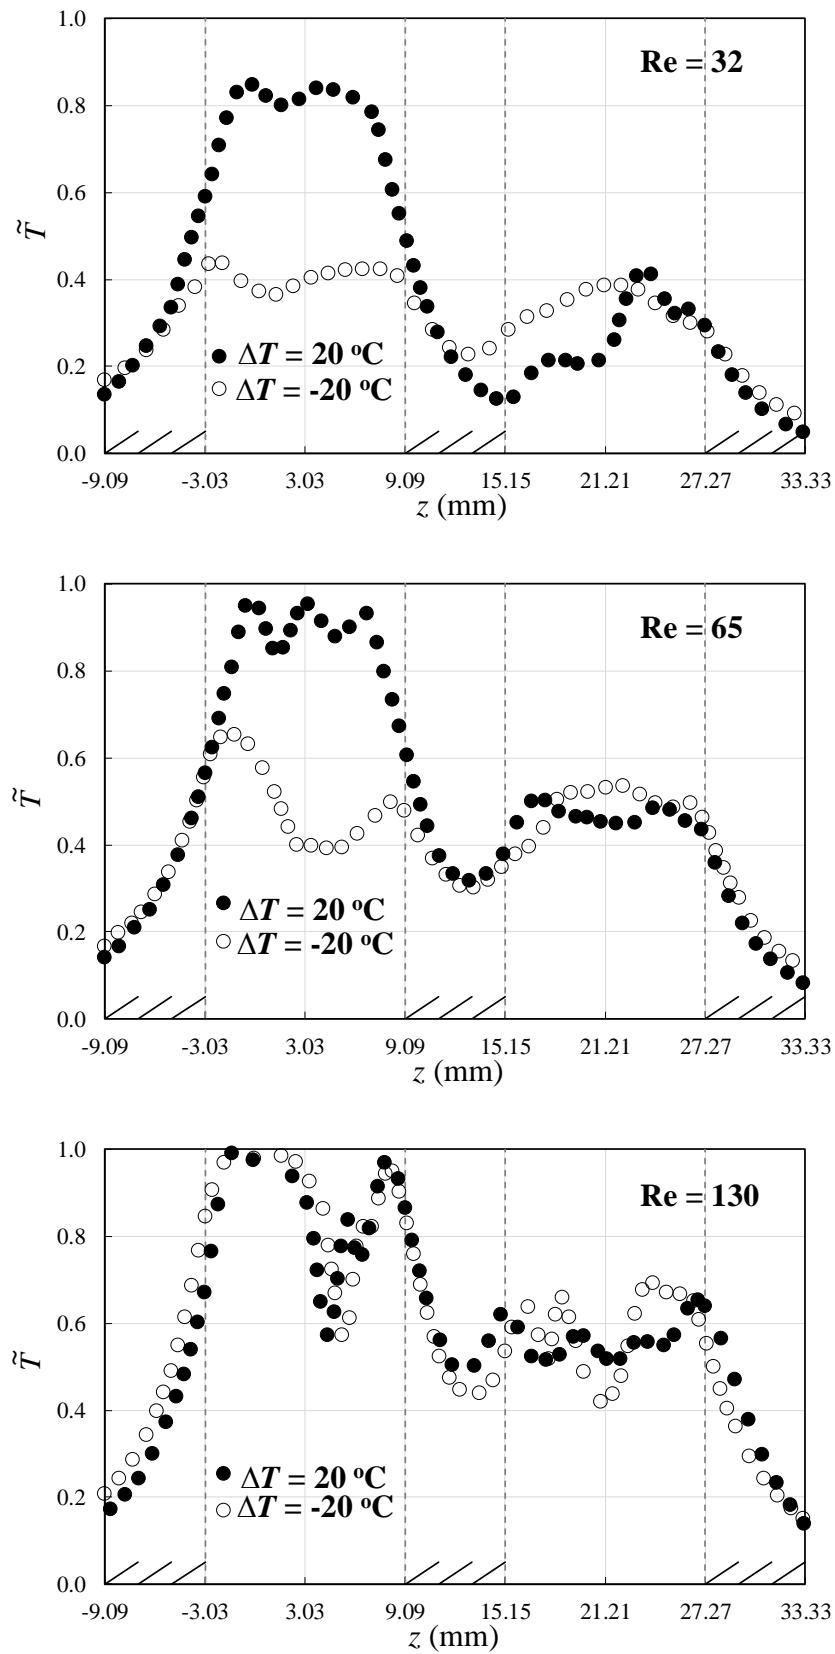 1.0
Re = 32
0.8
0.6
T̃
0.4
ΔT = 20 ºC
0.2
ΔT = -20 ºC
0.0
-9.09 -3.03 3.03 9.09 15.15 21.21 27.27 33.33
z (mm)
1.0
Re = 65
0.8
0.6
T̃
0.4
ΔT = 20 ºC
0.2
ΔT = -20 ºC
0.0
-9.09 -3.03 3.03 9.09 15.15 21.21 27.27 33.33
z (mm)
1.0
Re = 130
0.8
0.6
T̃
0.4
ΔT = 20 ºC
0.2
ΔT = -20 ºC
0.0
-9.09 -3.03 3.03 9.09 15.15 21.21 27.27 33.33
z (mm)